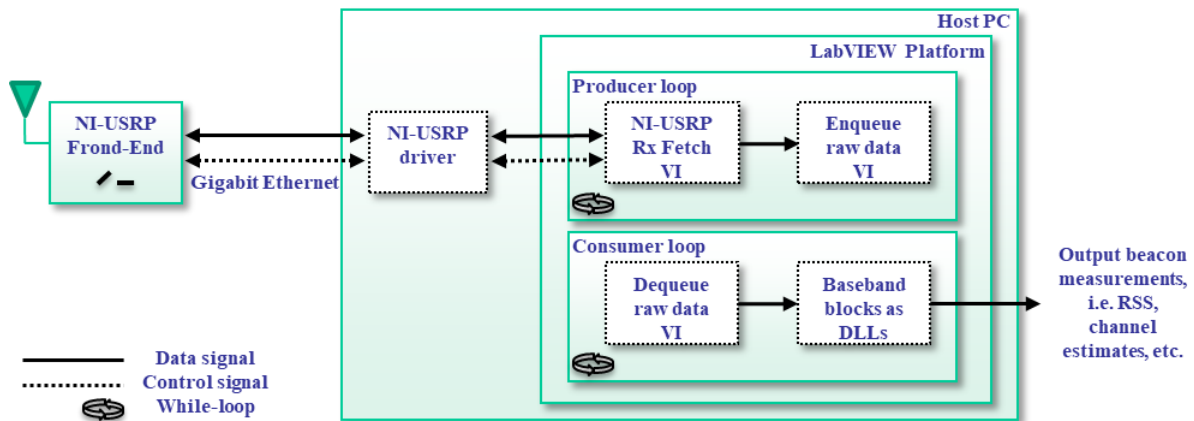 Host PC
LabVIEW Platform
Producer loop
NI-USRP
Frond-End
Gigabit Ethernet
NI-USRP
driver
NI-USRP
Rx Fetch
VI
Enqueue
raw data
VI
Consumer loop
Dequeue
raw data
VI
Baseband
blocks as
DLLs
Output beacon
measurements,
i.e. RSS,
channel
estimates, etc.
Data signal
Control signal
While-loop